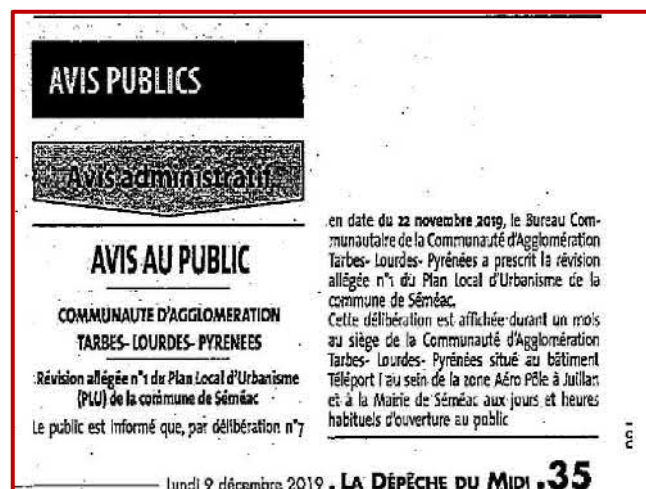 AVIS PUBLICS
Avis administratif
AVIS AU PUBLIC
COMMUNAUTE D'AGGLOMERATION
TARBES- LOURDES- PYRENEES
Révision allégée n°1 du Plan Local d'Urbanisme
(PLU) de la commune de Séméac
Le public est informé que, par délibération n°7
en date du 22 novembre 2019, le Bureau Com-
munautaire de la Communauté d'Agglomération
Tarbes- Lourdes- Pyrénées a prescrit la révision
allégée n°1 du Plan Local d'Urbanisme de la
commune de Séméac.
Cette délibération est affichée durant un mois
au siège de la Communauté d'Agglomération
Tarbes- Lourdes- Pyrénées situé au bâtiment
Téléport 1 au sein de la zone Aéro Pôle à Juillan
et à la Mairie de Séméac aux jours et heures
habituels d'ouverture au public
lundi 9 décembre 2019 . LA DÉPÊCHE DU MIDI .35